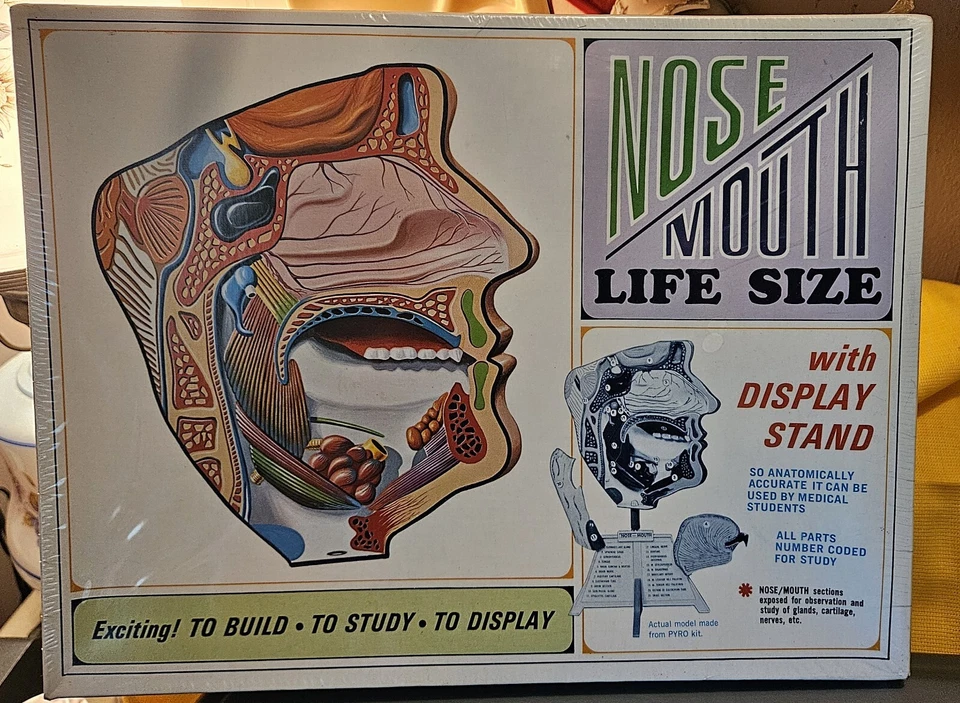 NOSE
MOUTH
LIFE SIZE
with
DISPLAY
STAND
SO ANATOMICALLY
ACCURATE IT CAN BE
USED BY MEDICAL
STUDENTS
ALL PARTS
NUMBER CODED
FOR STUDY
NOSE - MOUTH
* NOSE/MOUTH sections
exposed for observation and
study of glands, cartilage,
nerves, etc.
Actual model made
from PYRO kit.
Exciting! TO BUILD • TO STUDY • TO DISPLAY